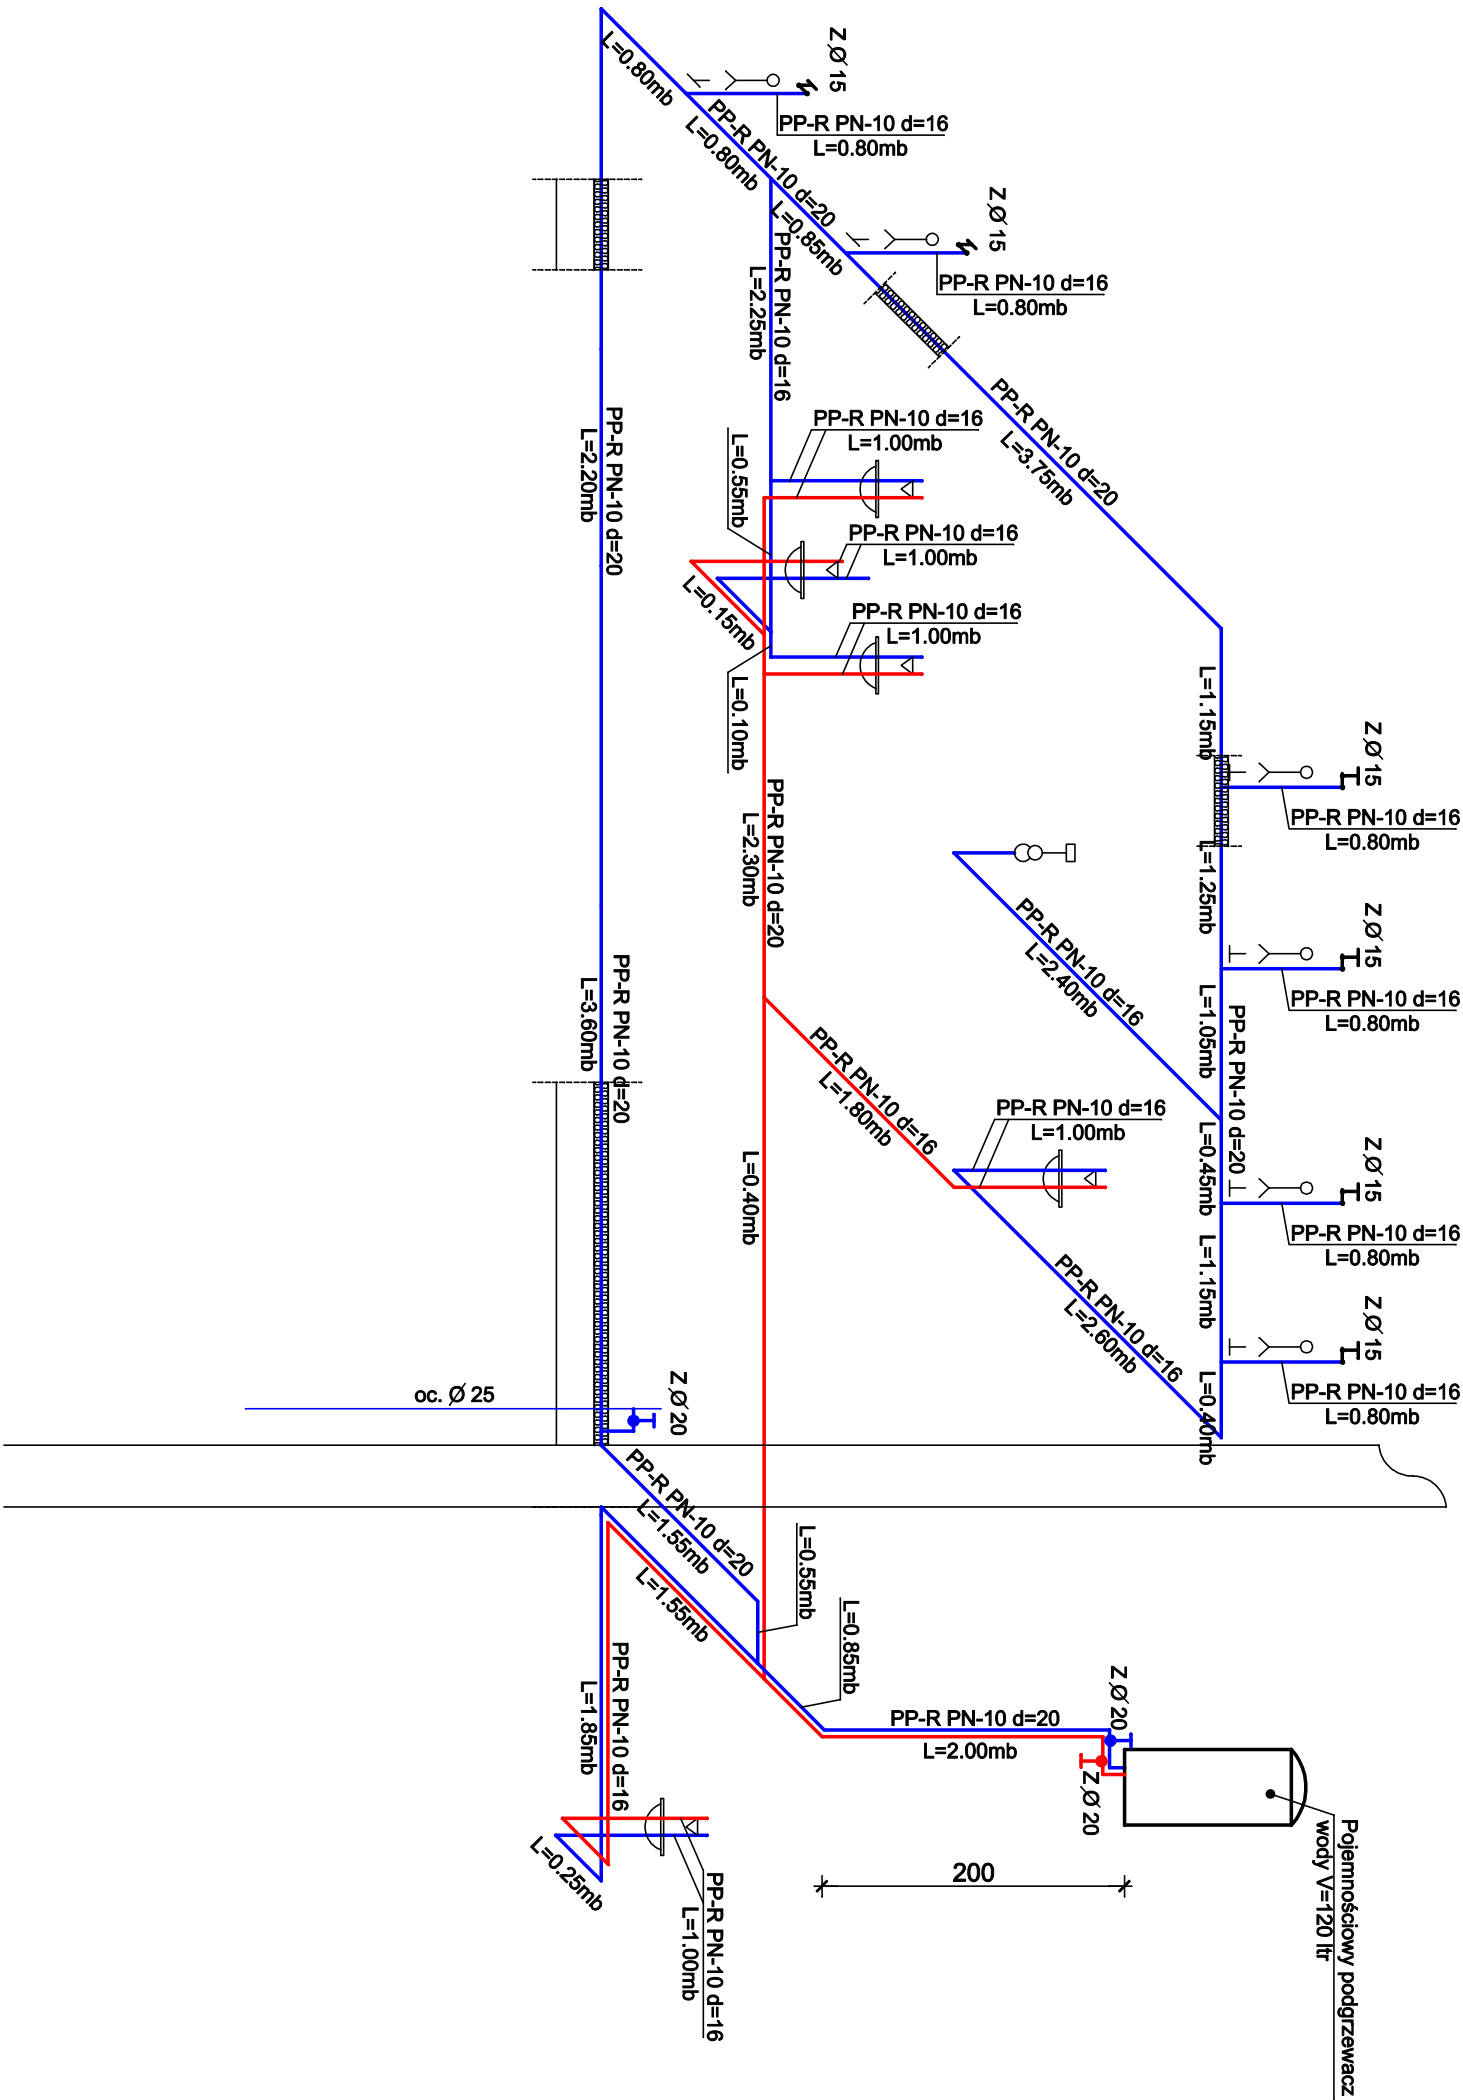 Z Ø 15
L=0.80mb
PP-R PN-10 d=16
L=0.80mb
PP-R PN-10 d=20
L=0.80mb
Z Ø 15
L=0.85mb
PP-R PN-10 d=16
L=0.80mb
PP-R PN-10 d=16
L=2.25mb
PP-R PN-10 d=20
L=3.75mb
PP-R PN-10 d=20
L=2.20mb
PP-R PN-10 d=16
L=1.00mb
L=0.55mb
PP-R PN-10 d=16
L=1.00mb
L=0.15mb
PP-R PN-10 d=16
L=1.00mb
L=0.10mb
L=1.15mb
Z Ø 15
PP-R PN-10 d=16
L=0.80mb
PP-R PN-10 d=20
L=2.30mb
L=1.25mb
Z Ø 15
PP-R PN-10 d=16
L=0.80mb
PP-R PN-10 d=16
L=2.40mb
L=1.05mb
PP-R PN-10 d=20
PP-R PN-10 d=20
L=3.60mb
PP-R PN-10 d=16
L=1.80mb
PP-R PN-10 d=16
L=1.00mb
L=0.45mb
Z Ø 15
PP-R PN-10 d=16
L=0.80mb
L=0.40mb
L=1.15mb
PP-R PN-10 d=16
L=2.60mb
Z Ø 15
PP-R PN-10 d=16
L=0.80mb
L=0.40mb
oc. Ø 25
Z Ø 20
PP-R PN-10 d=20
L=1.55mb
L=0.55mb
L=1.55mb
L=0.85mb
PP-R PN-10 d=20
L=2.00mb
Z Ø 20
Z Ø 20
PP-R PN-10 d=16
L=1.85mb
L=0.25mb
PP-R PN-10 d=16
L=1.00mb
200
Pojemnościowy podgrzewacz
wody V=120 ltr